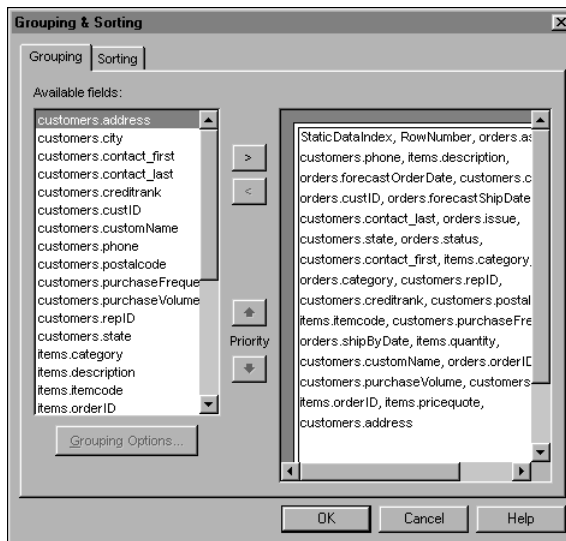 Grouping & Sorting
Grouping
Sorting
Available fields:
customers.address
customers.city
customers.contact_first
customers.contact_last
customers.creditrank
customers.custID
customers.customName
customers.phone
customers.postalcode
customers.purchaseFreque
customers.purchaseVolume
customers.repID
customers.state
items.category
items.description
items.itemcode
items.orderID
>
<
Priority
Grouping Options...
StaticDataIndex, RowNumber, orders.as
customers.phone, items.description,
orders.forecastOrderDate, customers.c
orders.custID, orders.forecastShipDate
customers.contact_last, orders.issue,
customers.state, orders.status,
customers.contact_first, items.category,
orders.category, customers.repID,
customers.creditrank, customers.postal
items.itemcode, customers.purchaseFre
orders.shipByDate, items.quantity,
customers.customName, orders.orderID
customers.purchaseVolume, customers.
items.orderID, items.pricequote,
customers.address
OK
Cancel
Help